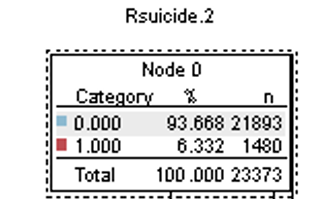 Rsuicide.2
Node 0
Category % n
0.000 93.668 21893
1.000 6.332 1480
Total 100.000 23373